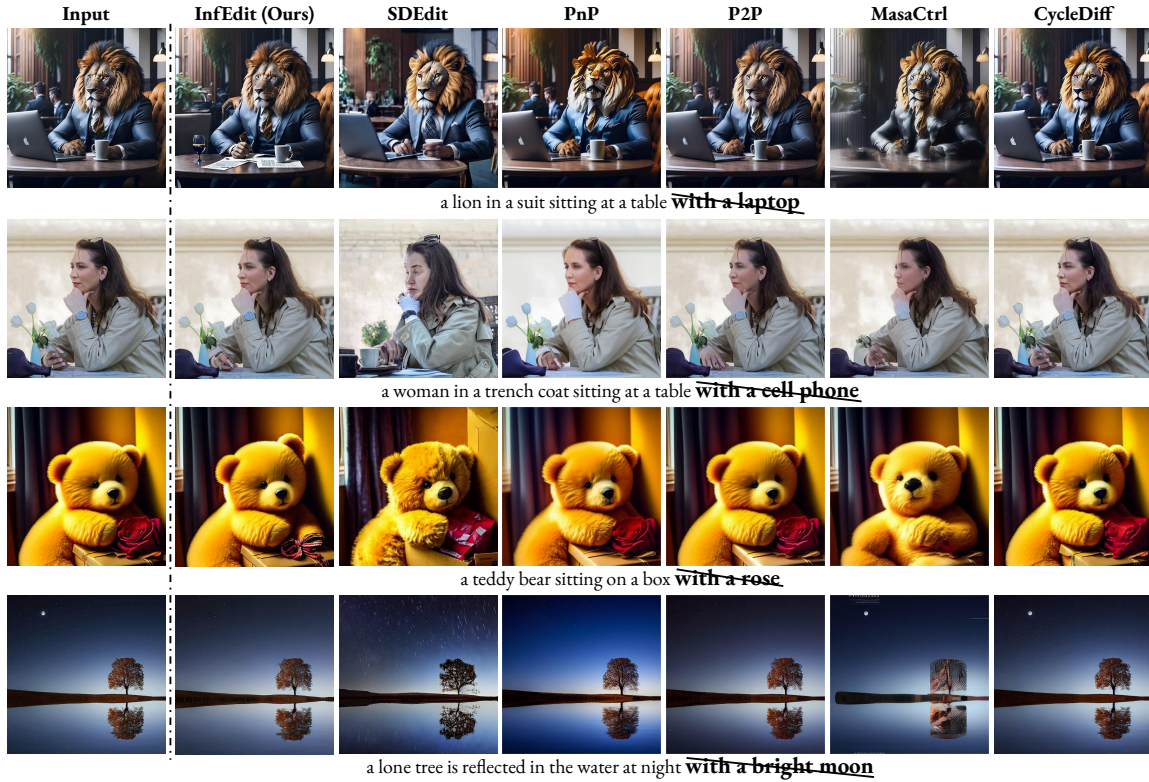 Input InfEdit (Ours) SDEdit PnP P2P MasaCtrl CycleDiff
a lion in a suit sitting at a table with a laptop
a woman in a trench coat sitting at a table with a cell phone
a teddy bear sitting on a box with a rose
a lone tree is reflected in the water at night with a bright moon